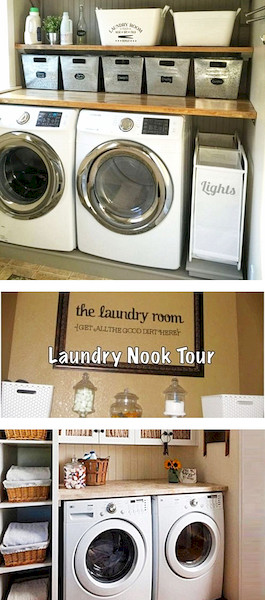 LAUNDRY ROOM
Lights
the laundry room
{GET ALL THE GOOD DIRT HERE}
Laundry Nook Tour